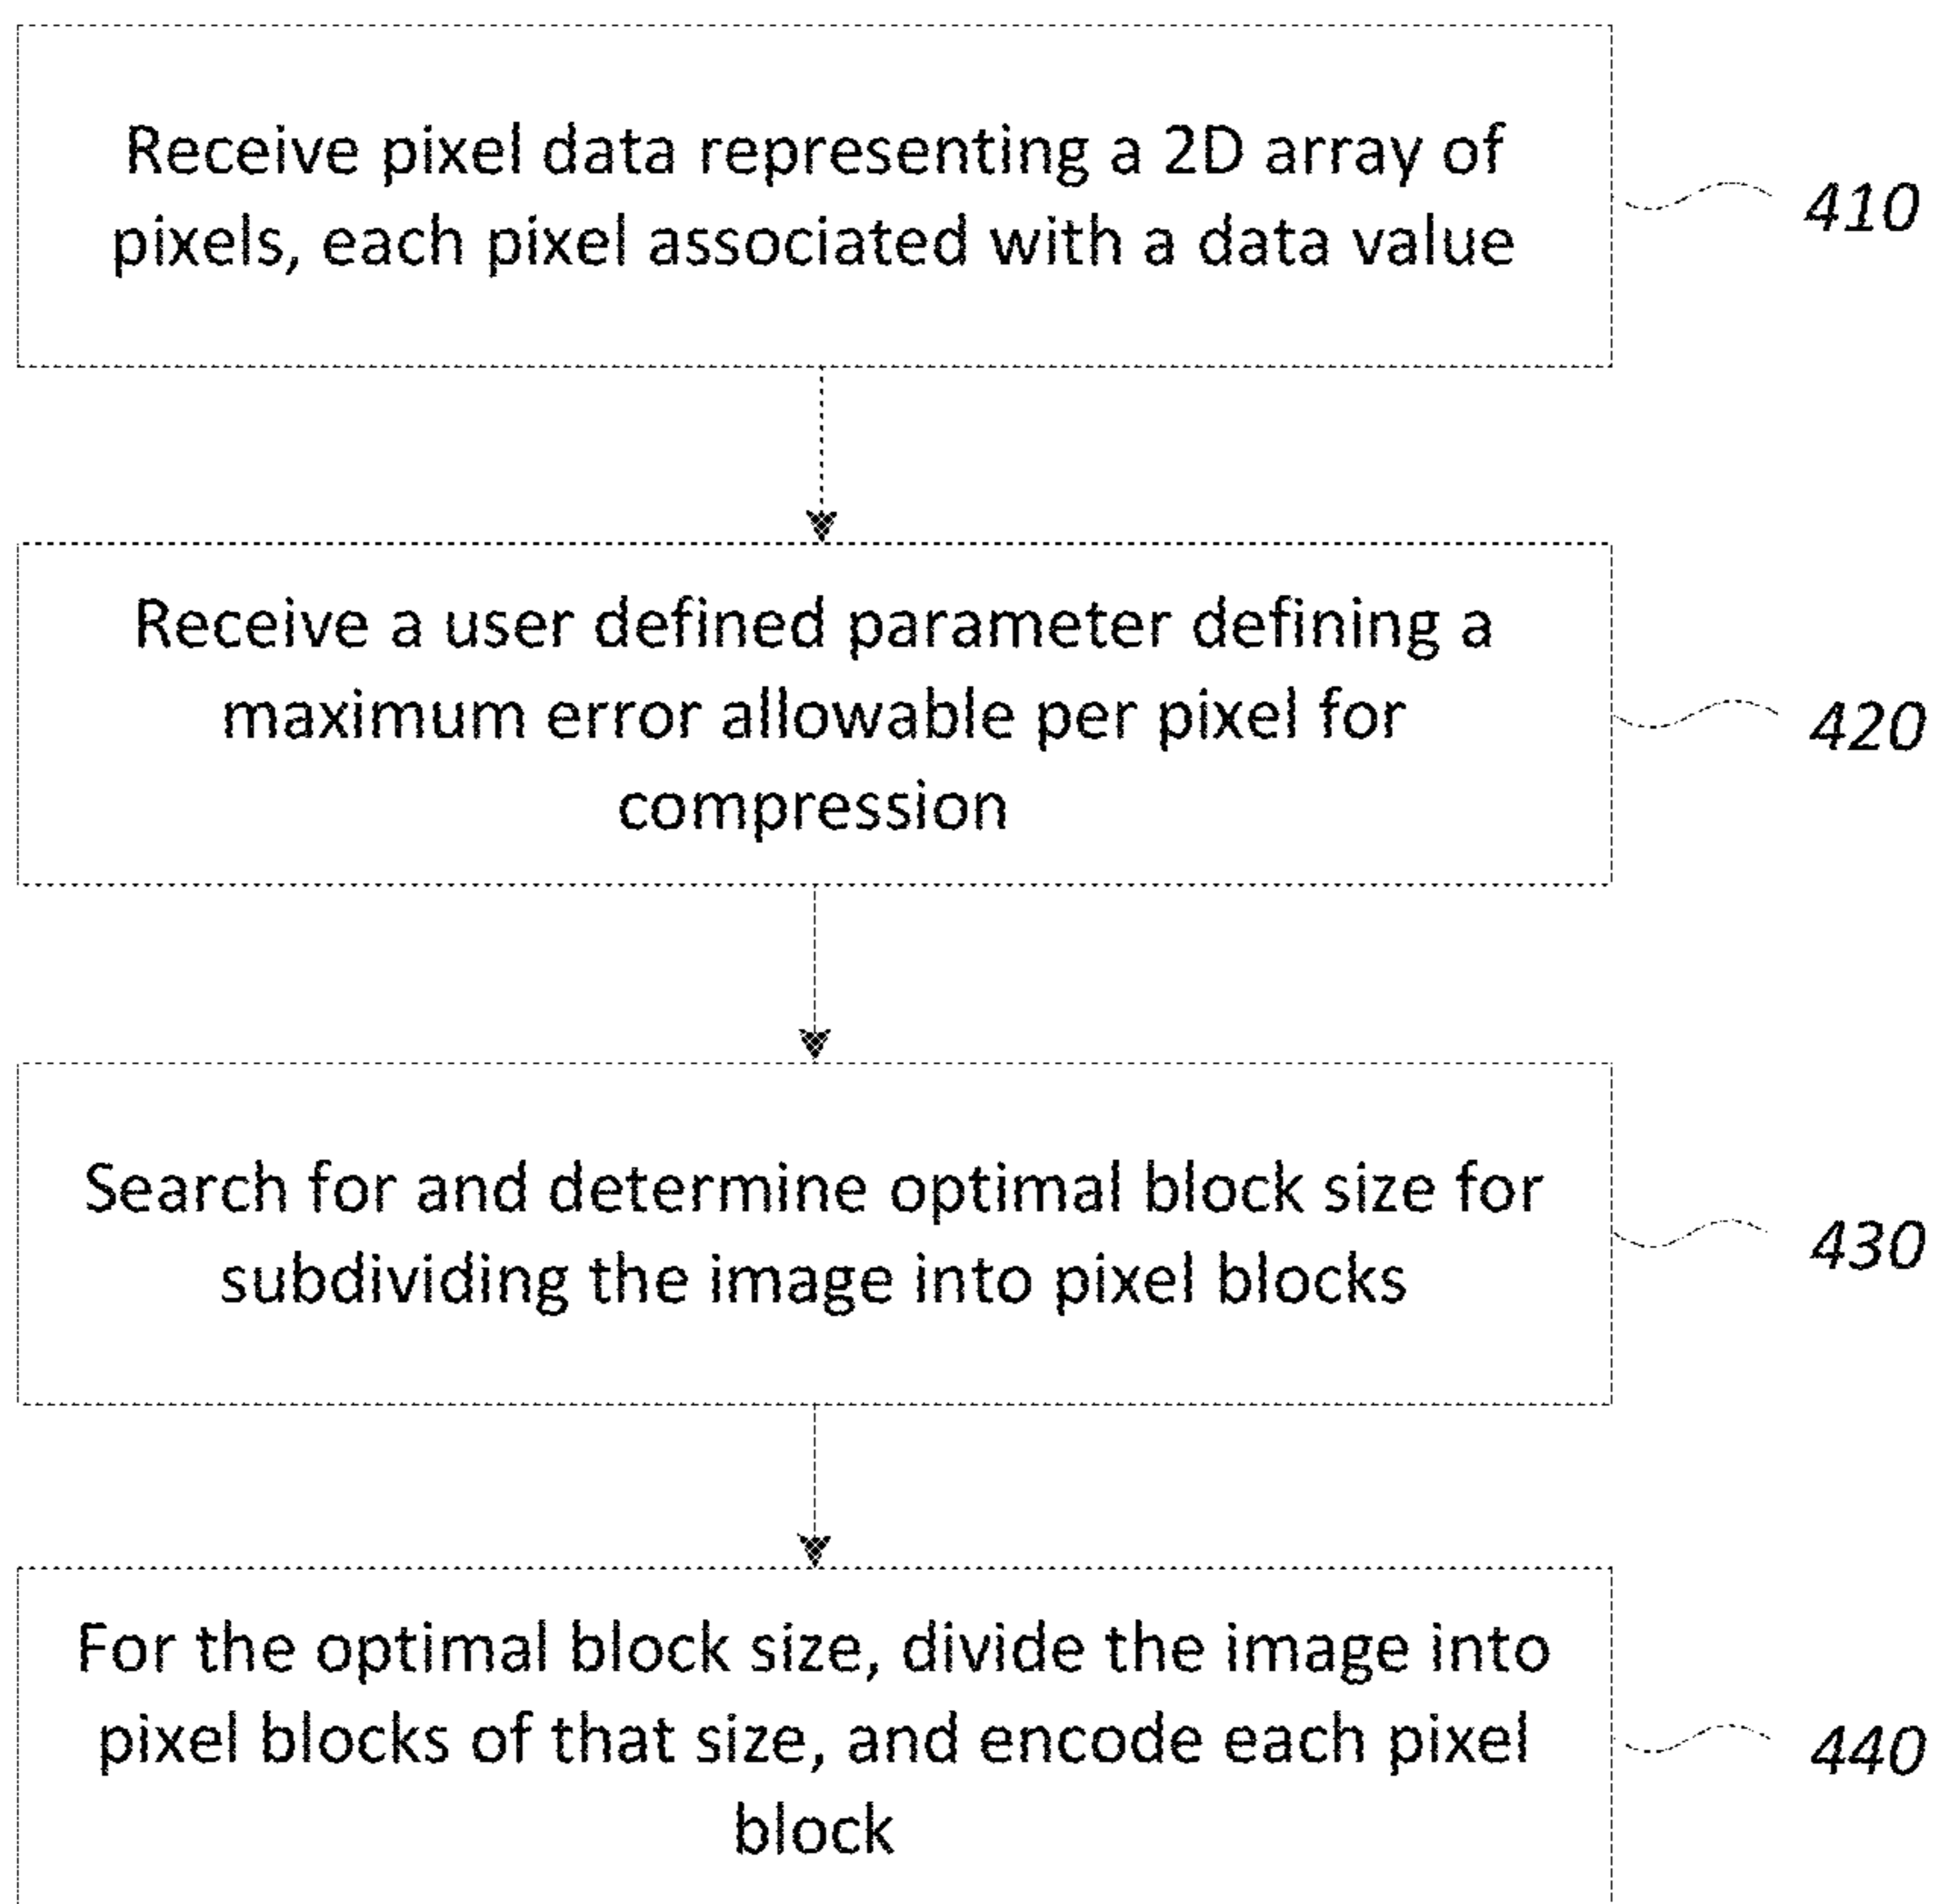 Receive pixel data representing a 2D array of
pixels, each pixel associated with a data value
410
Receive a user defined parameter defining a
maximum error allowable per pixel for
compression
420
Search for and determine optimal block size for
subdividing the image into pixel blocks
430
For the optimal block size, divide the image into
pixel blocks of that size, and encode each pixel
block
440